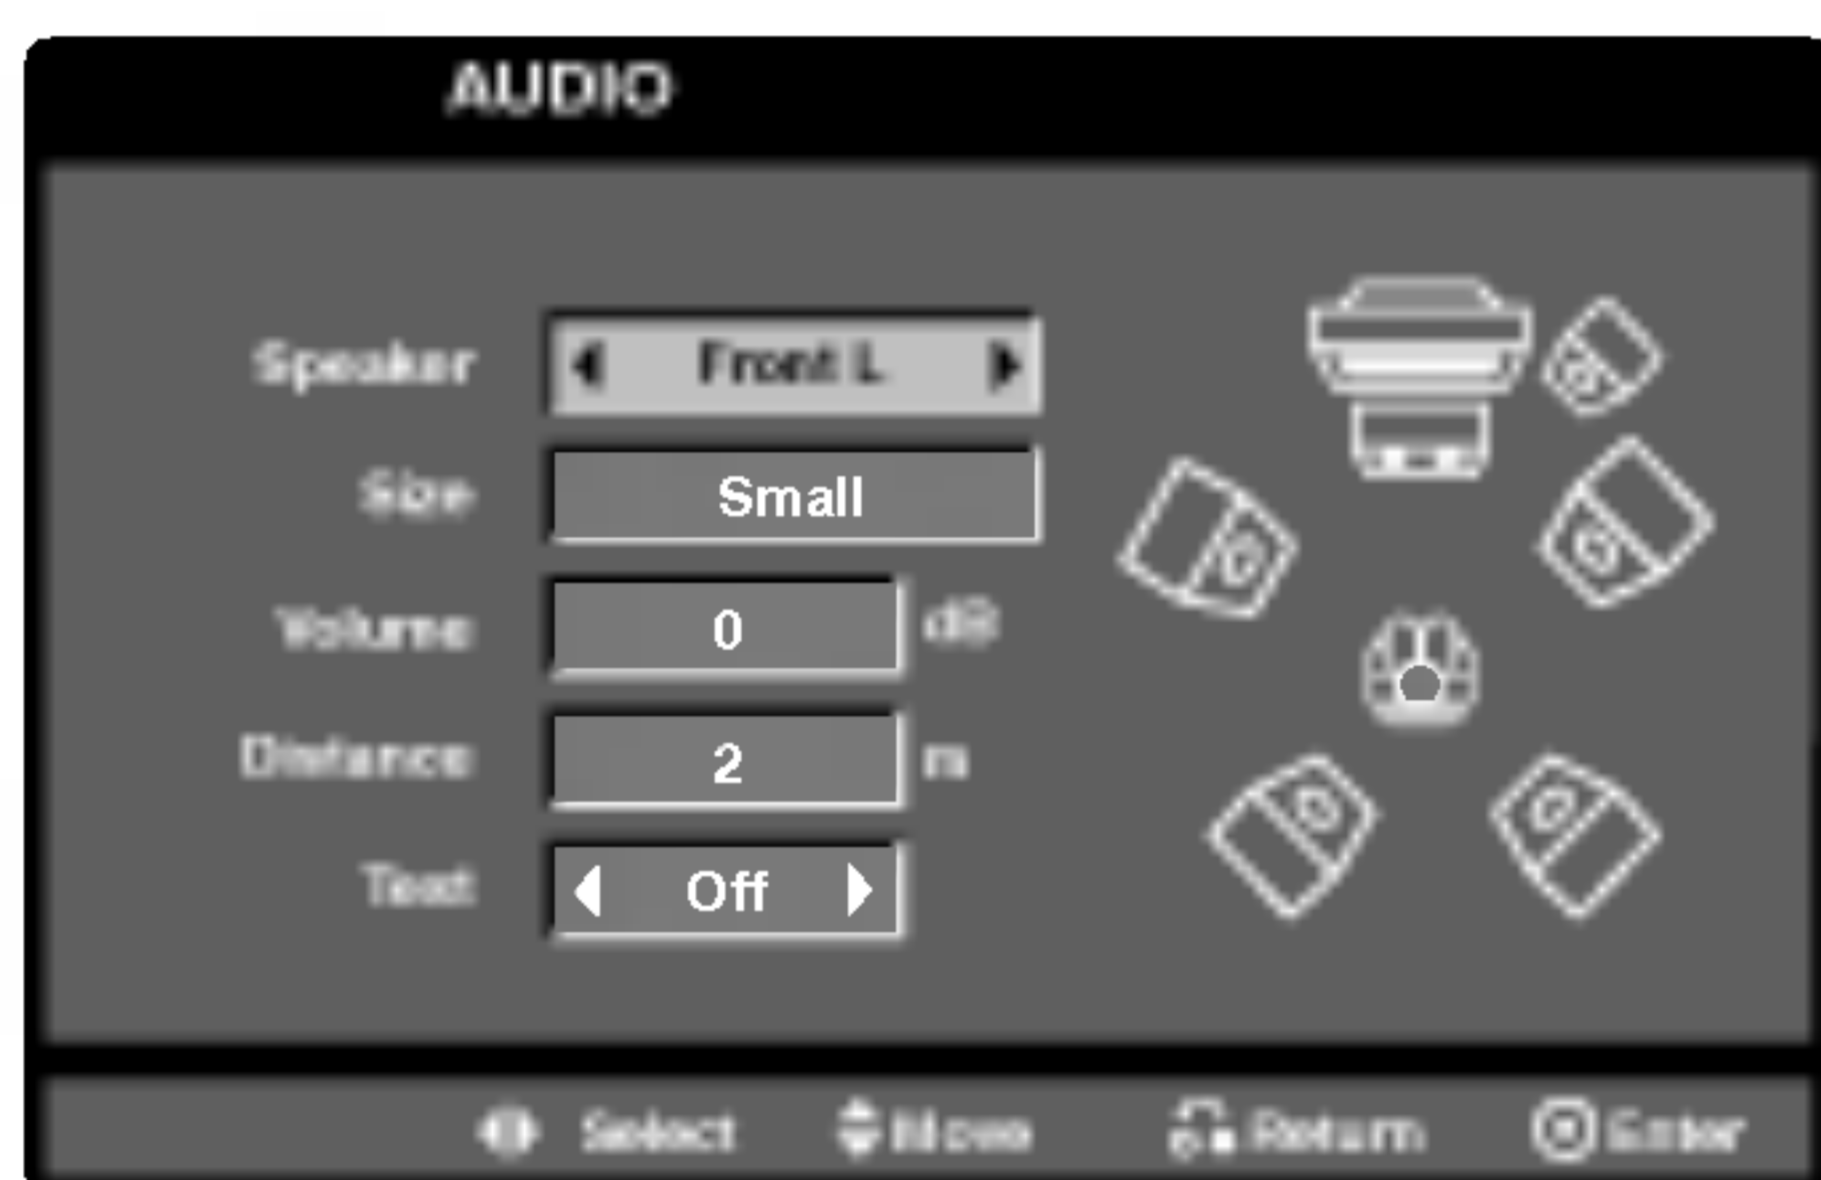 AUDIO
Speaker Front L
Size Small
Volume 0 dB
Distance 2 m
Test Off
Select Move Return Enter